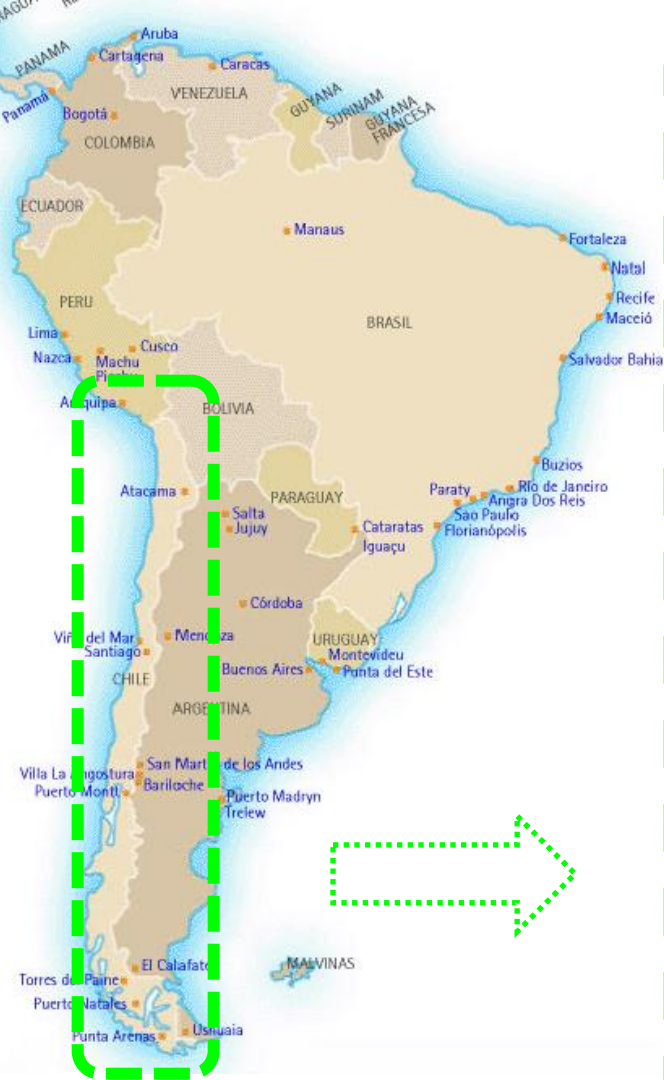 PANAMA
Aruba
Cartagena
Caracas
Panamá
VENEZUELA
GUYANA
SURINAM
GUYANA
FRANCESA
Bogotá
COLOMBIA
ECUADOR
Manaus
Fortaleza
Natal
PERU
Recife
Maceió
BRASIL
Lima
Cusco
Nazca
Machu
Picchu
Salvador Bahia
Arequipa
BOLIVIA
Buzios
Atacama
PARAGUAY
Paraty
Río de Janeiro
Angra Dos Reis
Sao Paulo
Salta
Jujuy
Cataratas
Iguaçu
Florianópolis
Córdoba
Viña del Mar
Mendoza
URUGUAY
Santiago
Montevideu
Buenos Aires
Punta del Este
CHILE
ARGENTINA
San Martín de los Andes
Villa La Angostura
Bariloche
Puerto Montt
Puerto Madryn
Trelew
El Calafate
MALVINAS
Torres del Paine
Puerto Natales
Ushuaia
Punta Arenas